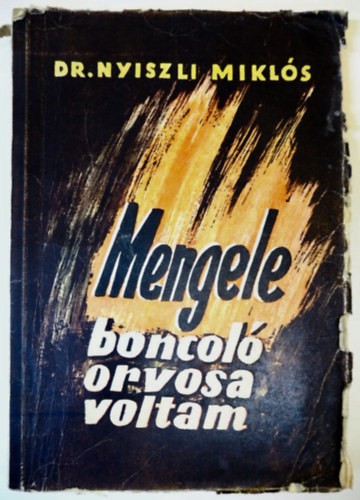 DR. NYISZLI MIKLÓS
Mengele
boncoló
orvosa
voltam